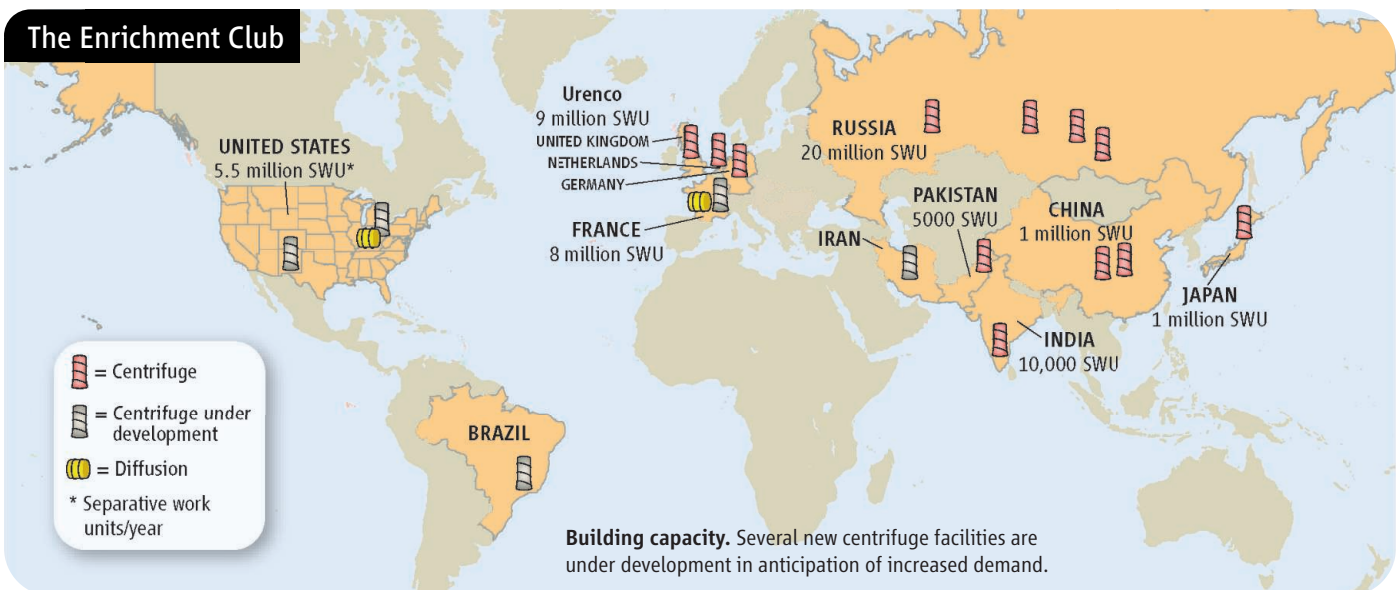 The Enrichment Club
UNITED STATES
5.5 million SWU*
Urenco
9 million SWU
UNITED KINGDOM
NETHERLANDS
GERMANY
FRANCE
8 million SWU
RUSSIA
20 million SWU
PAKISTAN
5000 SWU
CHINA
1 million SWU
IRAN
JAPAN
1 million SWU
INDIA
10,000 SWU
BRAZIL
= Centrifuge
= Centrifuge under
development
= Diffusion
* Separative work
units/year
Building capacity. Several new centrifuge facilities are
under development in anticipation of increased demand.